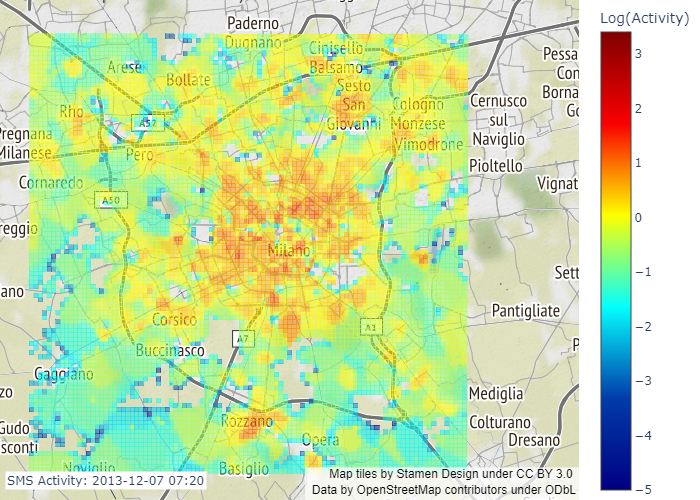 Log(Activity)
Paderno
Dugnano
Cinisello
Balsamo
Arese
Bollate
Sesto
San
Giovanni
Cologno
Monzese
Vimodrone
Pessa
Con
Borna
Go
Cernusco
sul
Naviglio
Rho
A52
Pregnana
Milanese
Pero
Pioltello
Cornaredo
Vignat
A50
reggio
Milano
Sett
ano
Pantigliate
Corsico
A1
A7
Buccinasco
P
Gaggiano
zo
Mediglia
Rozzano
Colturano
Gudo
sconti
Opera
Dresano
Noviglio
Basiglio
SMS Activity: 2013-12-07 07:20
Map tiles by Stamen Design under CC BY 3.0
Data by OpenStreetMap contributors under ODbL
3
2
1
0
−1
−2
−3
−4
−5